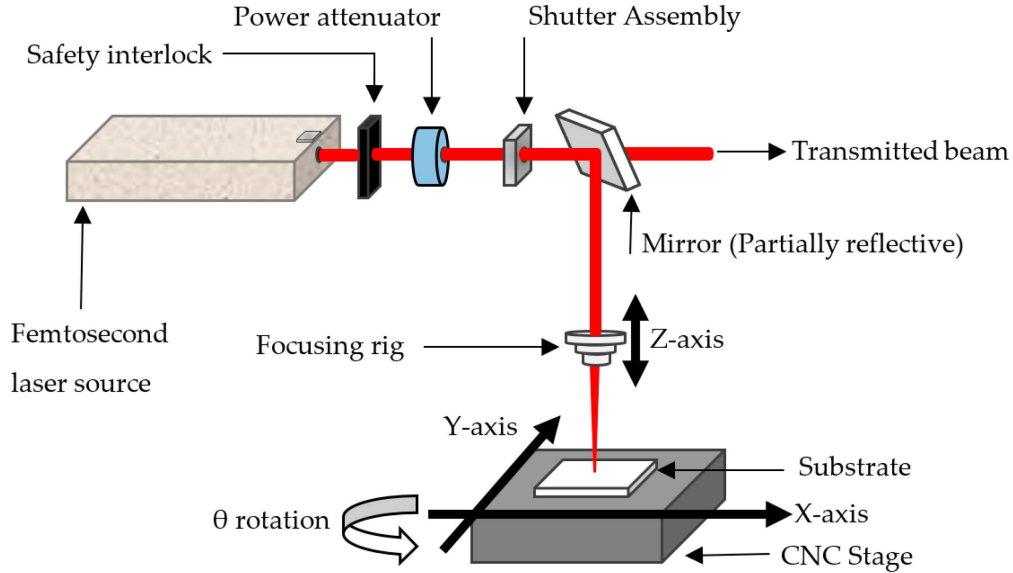 Power attenuator
Shutter Assembly
Safety interlock
Transmitted beam
Mirror (Partially reflective)
Femtosecond
laser source
Focusing rig
Z-axis
Y-axis
Substrate
θ rotation
X-axis
CNC Stage